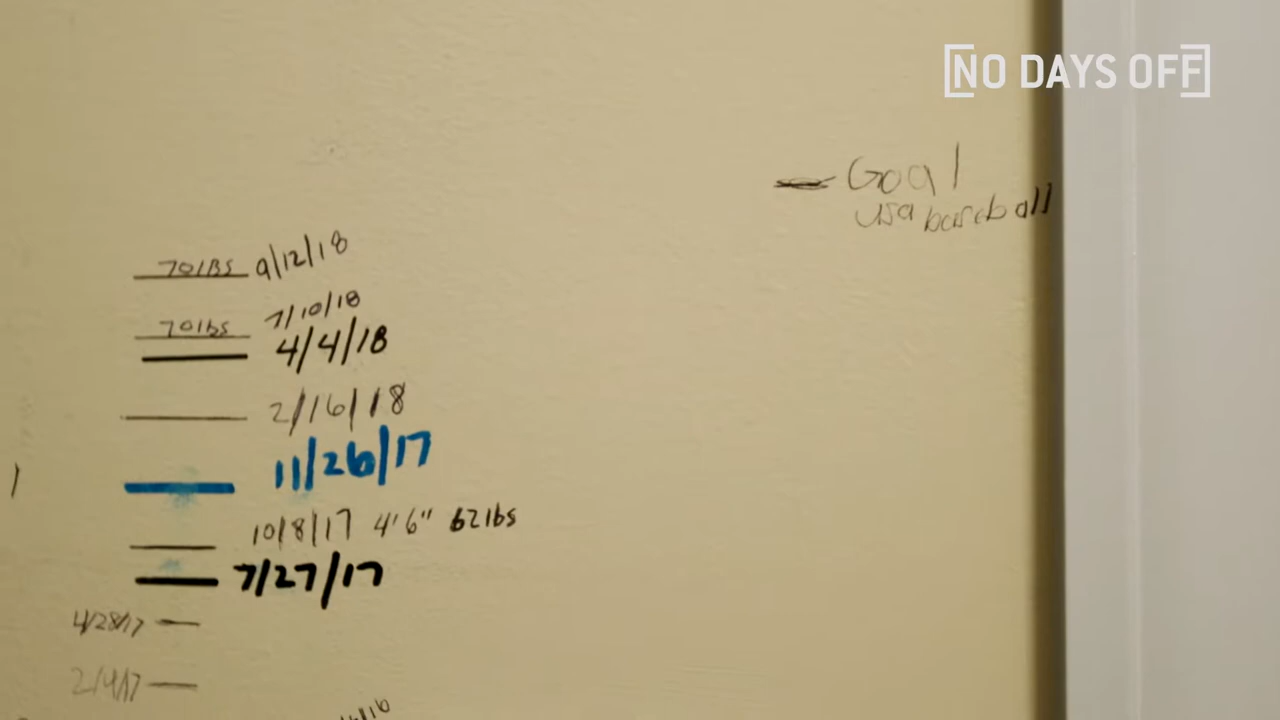 [NO DAYS OFF]
Goal
usa baseball
70lBS 9/12/18
70lbs 7/10/18
4/4/18
2/16/18
11/26/17
10/8/17 4'6" 62lbs
7/27/17
4/28/17
2/4/17